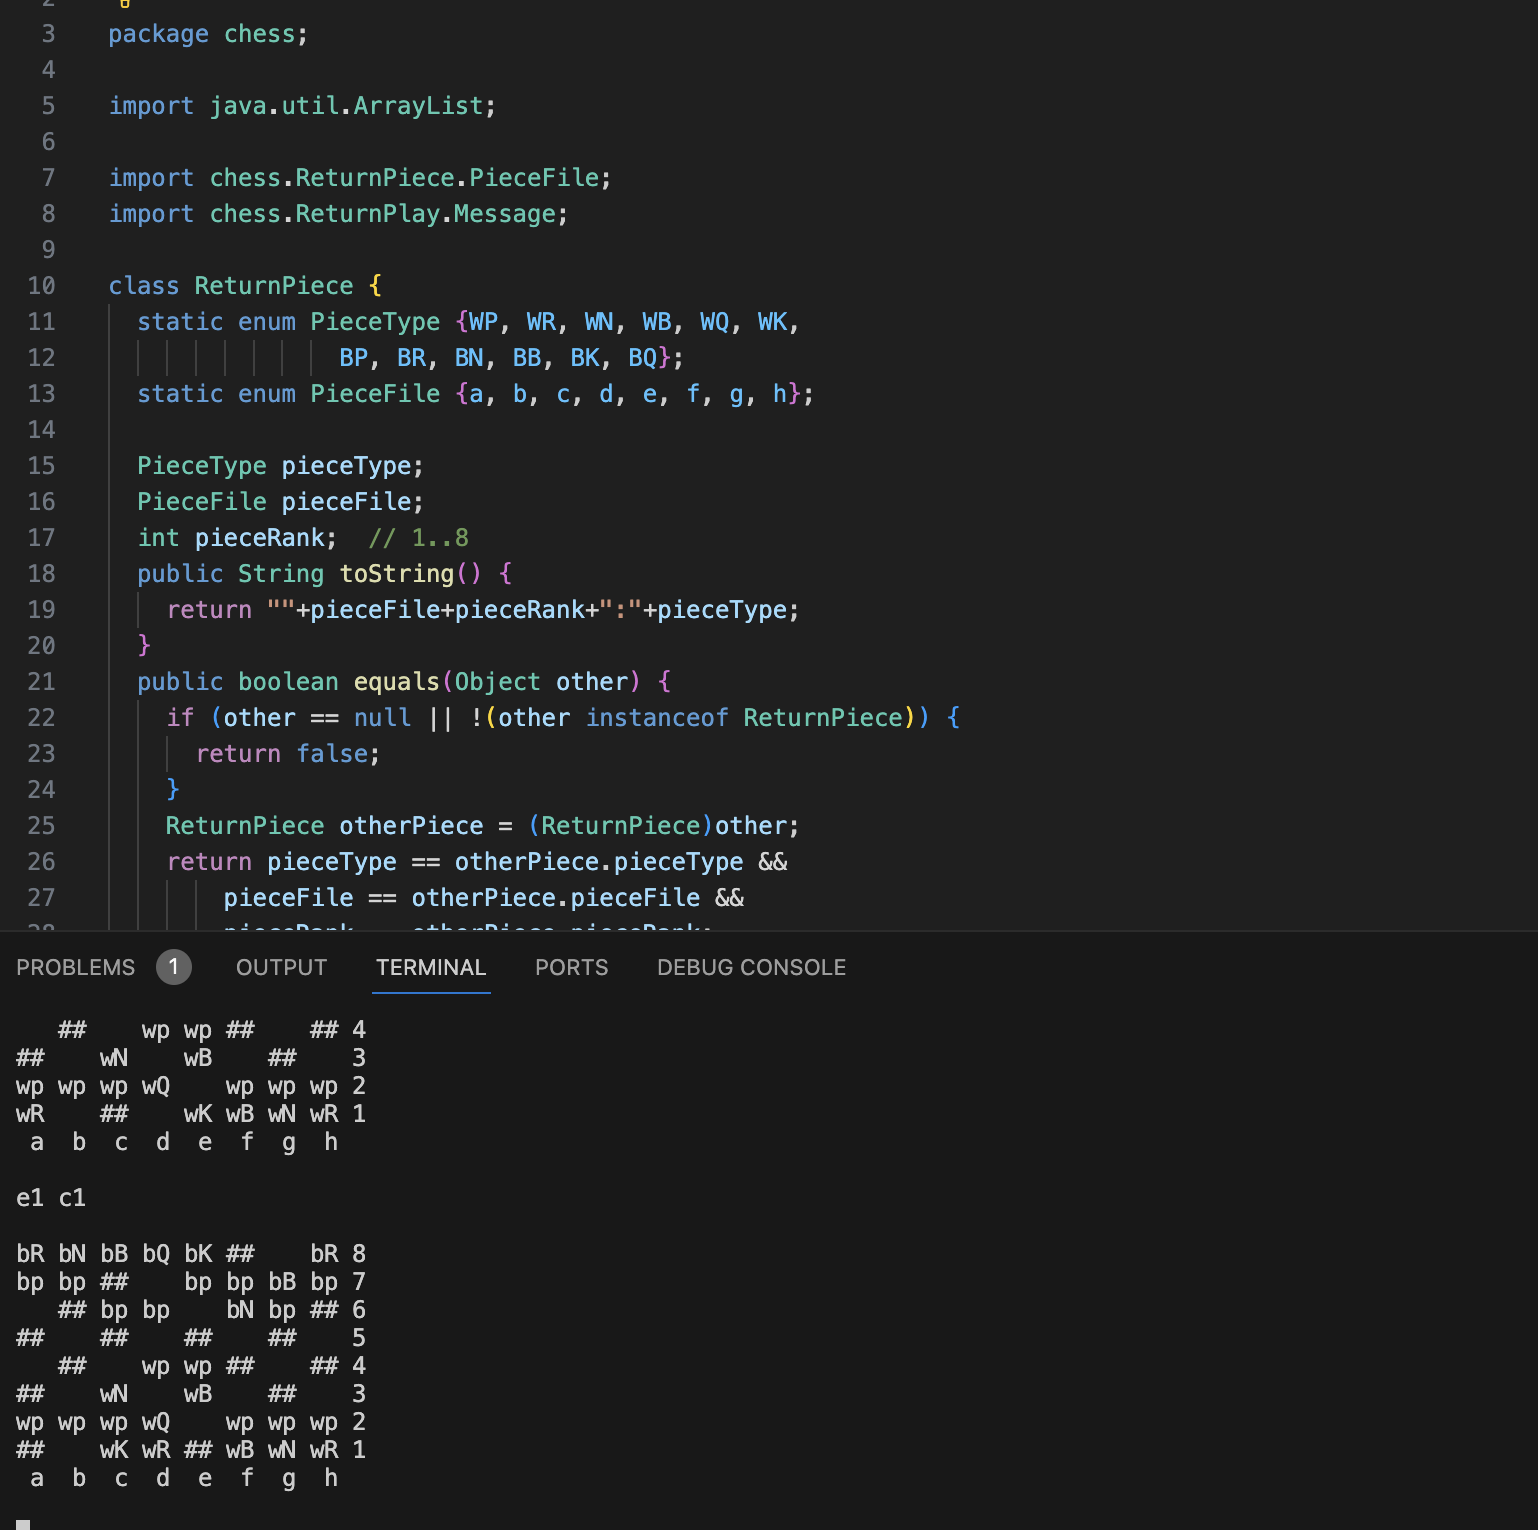 2
3 package chess;
4
5 import java.util.ArrayList;
6
7 import chess.ReturnPiece.PieceFile;
8 import chess.ReturnPlay.Message;
9
10 class ReturnPiece {
11 static enum PieceType {WP, WR, WN, WB, WQ, WK,
12 BP, BR, BN, BB, BK, BQ};
13 static enum PieceFile {a, b, c, d, e, f, g, h};
14
15 PieceType pieceType;
16 PieceFile pieceFile;
17 int pieceRank;  // 1..8
18 public String toString() {
19 return ""+pieceFile+pieceRank+":"+pieceType;
20 }
21 public boolean equals(Object other) {
22 if (other == null || !(other instanceof ReturnPiece)) {
23 return false;
24 }
25 ReturnPiece otherPiece = (ReturnPiece)other;
26 return pieceType == otherPiece.pieceType &&
27 pieceFile == otherPiece.pieceFile &&
28 pieceRank == otherPiece.pieceRank;
PROBLEMS 1 OUTPUT TERMINAL PORTS DEBUG CONSOLE
   ##    wp wp ##    ## 4
##    wN    wB    ##    3
wp wp wp wQ    wp wp wp 2
wR    ##    wK wB wN wR 1
 a  b  c  d  e  f  g  h
e1 c1
bR bN bB bQ bK ##    bR 8
bp bp ##    bp bp bB bp 7
   ## bp bp    bN bp ## 6
##    ##    ##    ##    5
   ##    wp wp ##    ## 4
##    wN    wB    ##    3
wp wp wp wQ    wp wp wp 2
##    wK wR ## wB wN wR 1
 a  b  c  d  e  f  g  h